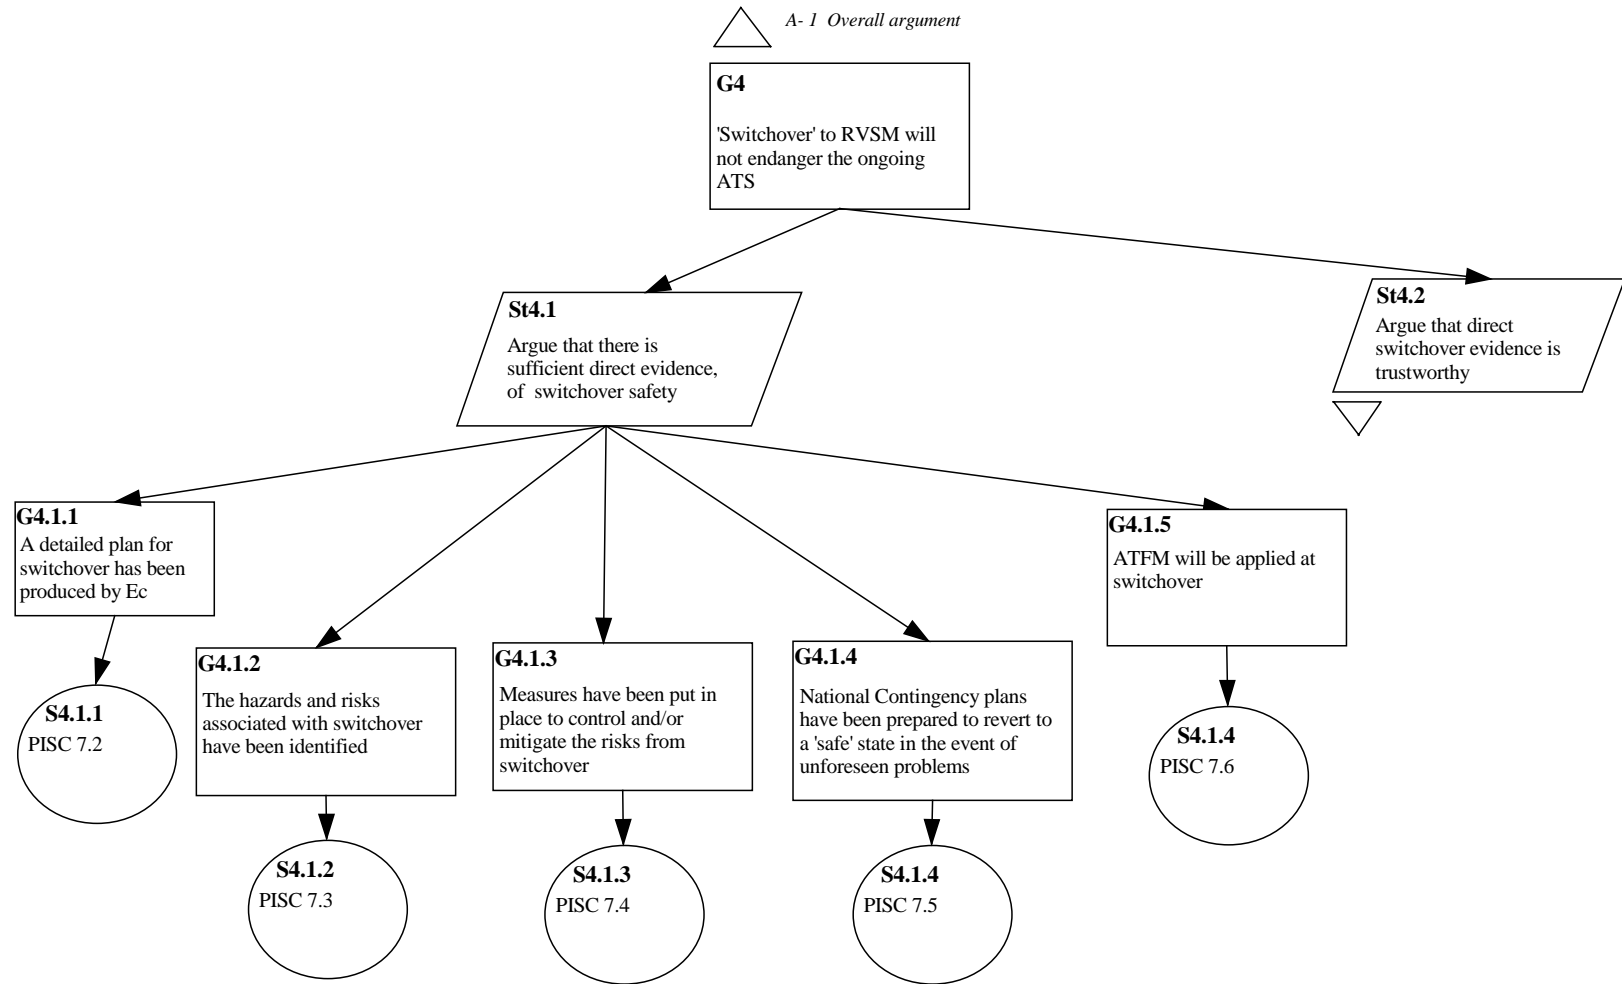 A- 1 Overall argument
G4
'Switchover' to RVSM will
not endanger the ongoing
ATS
St4.1
Argue that there is
sufficient direct evidence,
of switchover safety
St4.2
Argue that direct
switchover evidence is
trustworthy
G4.1.1
A detailed plan for
switchover has been
produced by Ec
S4.1.1
PISC 7.2
G4.1.2
The hazards and risks
associated with switchover
have been identified
S4.1.2
PISC 7.3
G4.1.3
Measures have been put in
place to control and/or
mitigate the risks from
switchover
S4.1.3
PISC 7.4
G4.1.4
National Contingency plans
have been prepared to revert to
a 'safe' state in the event of
unforeseen problems
S4.1.4
PISC 7.5
G4.1.5
ATFM will be applied at
switchover
S4.1.4
PISC 7.6